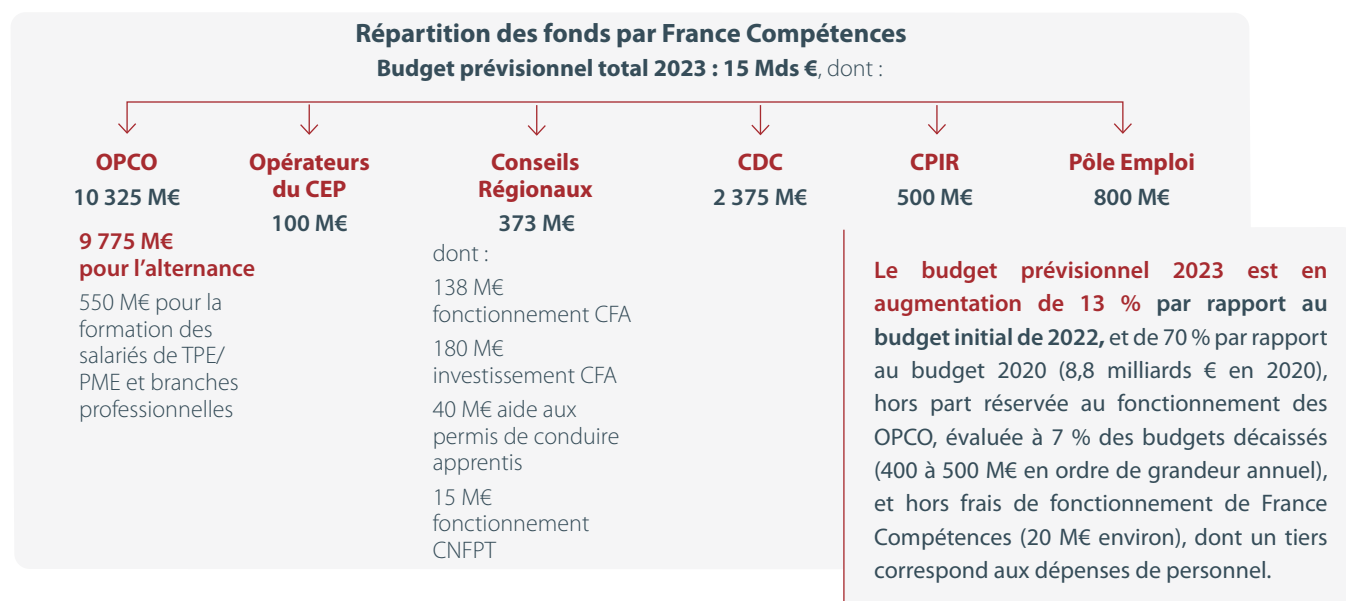 Répartition des fonds par France Compétences
Budget prévisionnel total 2023 : 15 Mds €, dont :
OPCO
10 325 M€
9 775 M€
pour l’alternance
550 M€ pour la
formation des
salariés de TPE/
PME et branches
professionnelles
Opérateurs
du CEP
100 M€
Conseils
Régionaux
373 M€
dont :
138 M€
fonctionnement CFA
180 M€
investissement CFA
40 M€ aide aux
permis de conduire
apprentis
15 M€
fonctionnement
CNFPT
CDC
2 375 M€
CPIR
500 M€
Pôle Emploi
800 M€
Le budget prévisionnel 2023 est en
augmentation de 13 % par rapport au
budget initial de 2022, et de 70 % par rapport
au budget 2020 (8,8 milliards € en 2020),
hors part réservée au fonctionnement des
OPCO, évaluée à 7 % des budgets décaissés
(400 à 500 M€ en ordre de grandeur annuel),
et hors frais de fonctionnement de France
Compétences (20 M€ environ), dont un tiers
correspond aux dépenses de personnel.